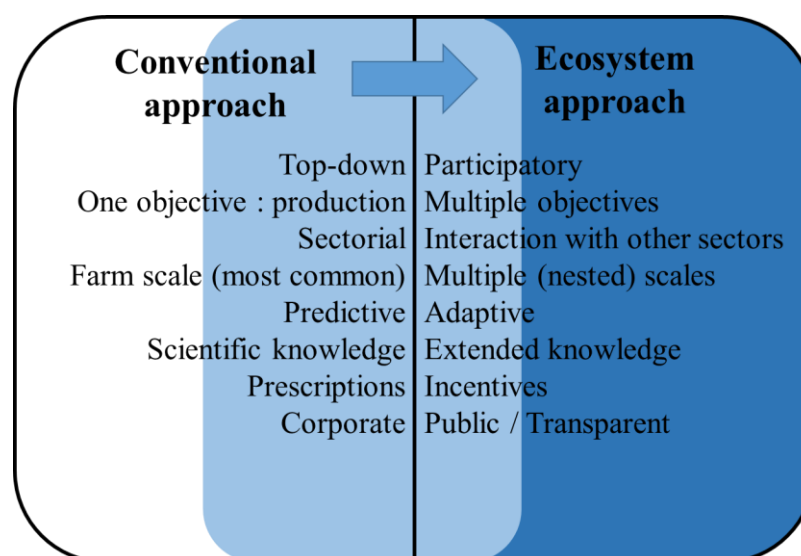 Conventional
approach
Ecosystem
approach
Top-down Participatory
One objective : production Multiple objectives
Sectorial Interaction with other sectors
Farm scale (most common) Multiple (nested) scales
Predictive Adaptive
Scientific knowledge Extended knowledge
Prescriptions Incentives
Corporate Public / Transparent